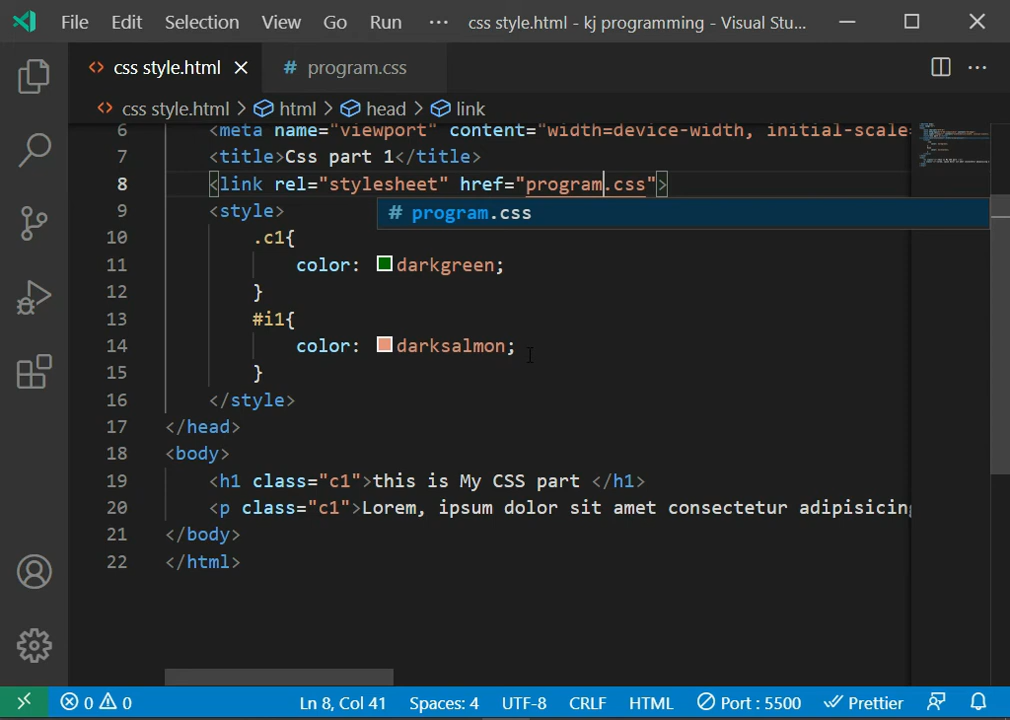 File Edit Selection View Go Run ··· css style.html - kj programming - Visual Stu...
css style.html program.css
css style.html > html > head > link
6 <meta name="viewport" content="width=device-width, initial-scale=
7 <title>Css part 1</title>
8 <link rel="stylesheet" href="program.css">
# program.css
9 <style>
10 .c1{
11 color: darkgreen;
12 }
13 #i1{
14 color: darksalmon;
15 }
16 </style>
17 </head>
18 <body>
19 <h1 class="c1">this is My CSS part </h1>
20 <p class="c1">Lorem, ipsum dolor sit amet consectetur adipisicing
21 </body>
22 </html>
0 0 Ln 8, Col 41 Spaces: 4 UTF-8 CRLF HTML Port : 5500 Prettier